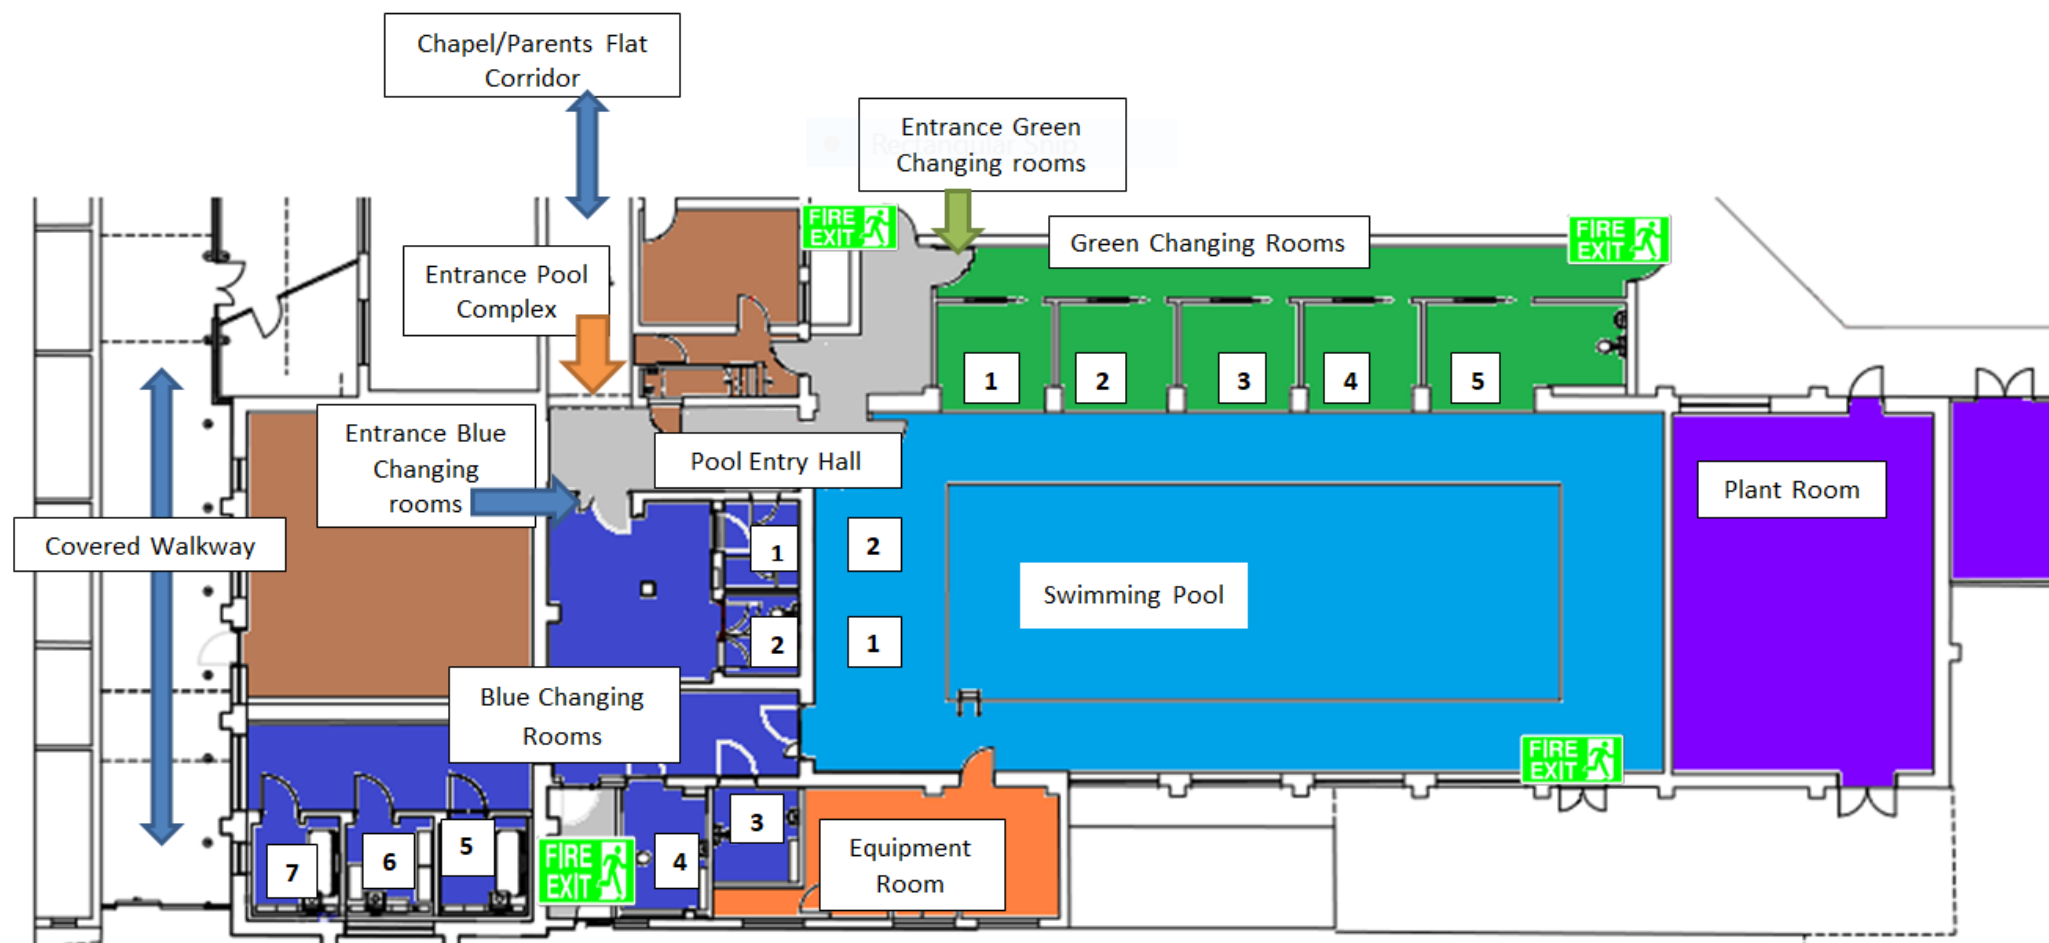 Chapel/Parents Flat
Corridor
Entrance Green
Changing rooms
Rectangular Snip
FIRE
EXIT
Green Changing Rooms
FIRE
EXIT
Entrance Pool
Complex
1
2
3
4
5
Entrance Blue
Changing
rooms
Pool Entry Hall
Plant Room
Covered Walkway
1
2
2
1
Swimming Pool
Blue Changing
Rooms
FIRE
EXIT
7
6
5
FIRE
EXIT
4
3
Equipment
Room